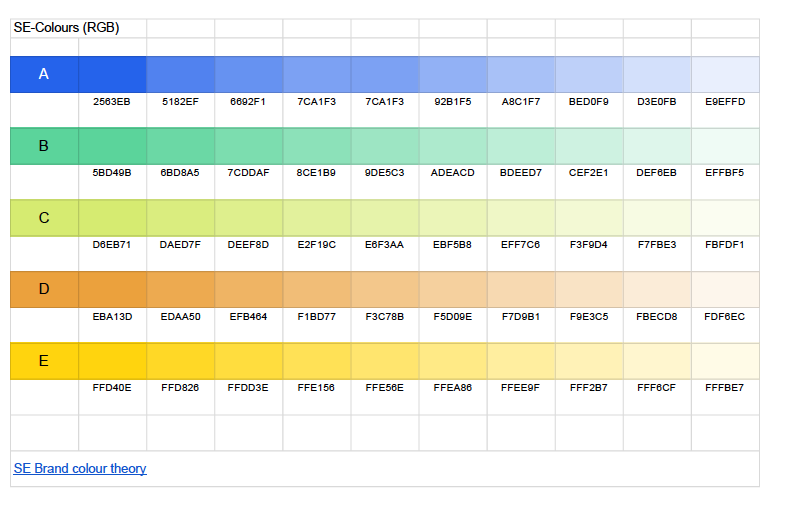 SE-Colours (RGB)
A
2563EB 5182EF 6692F1 7CA1F3 7CA1F3 92B1F5 A8C1F7 BED0F9 D3E0FB E9EFFD
B
5BD49B 6BD8A5 7CDDAF 8CE1B9 9DE5C3 ADEACD BDEED7 CEF2E1 DEF6EB EFFBF5
C
D6EB71 DAED7F DEEF8D E2F19C E6F3AA EBF5B8 EFF7C6 F3F9D4 F7FBE3 FBFDF1
D
EBA13D EDAA50 EFB464 F1BD77 F3C78B F5D09E F7D9B1 F9E3C5 FBECD8 FDF6EC
E
FFD40E FFD826 FFDD3E FFE156 FFE56E FFEA86 FFEE9F FFF2B7 FFF6CF FFFBE7
SE Brand colour theory